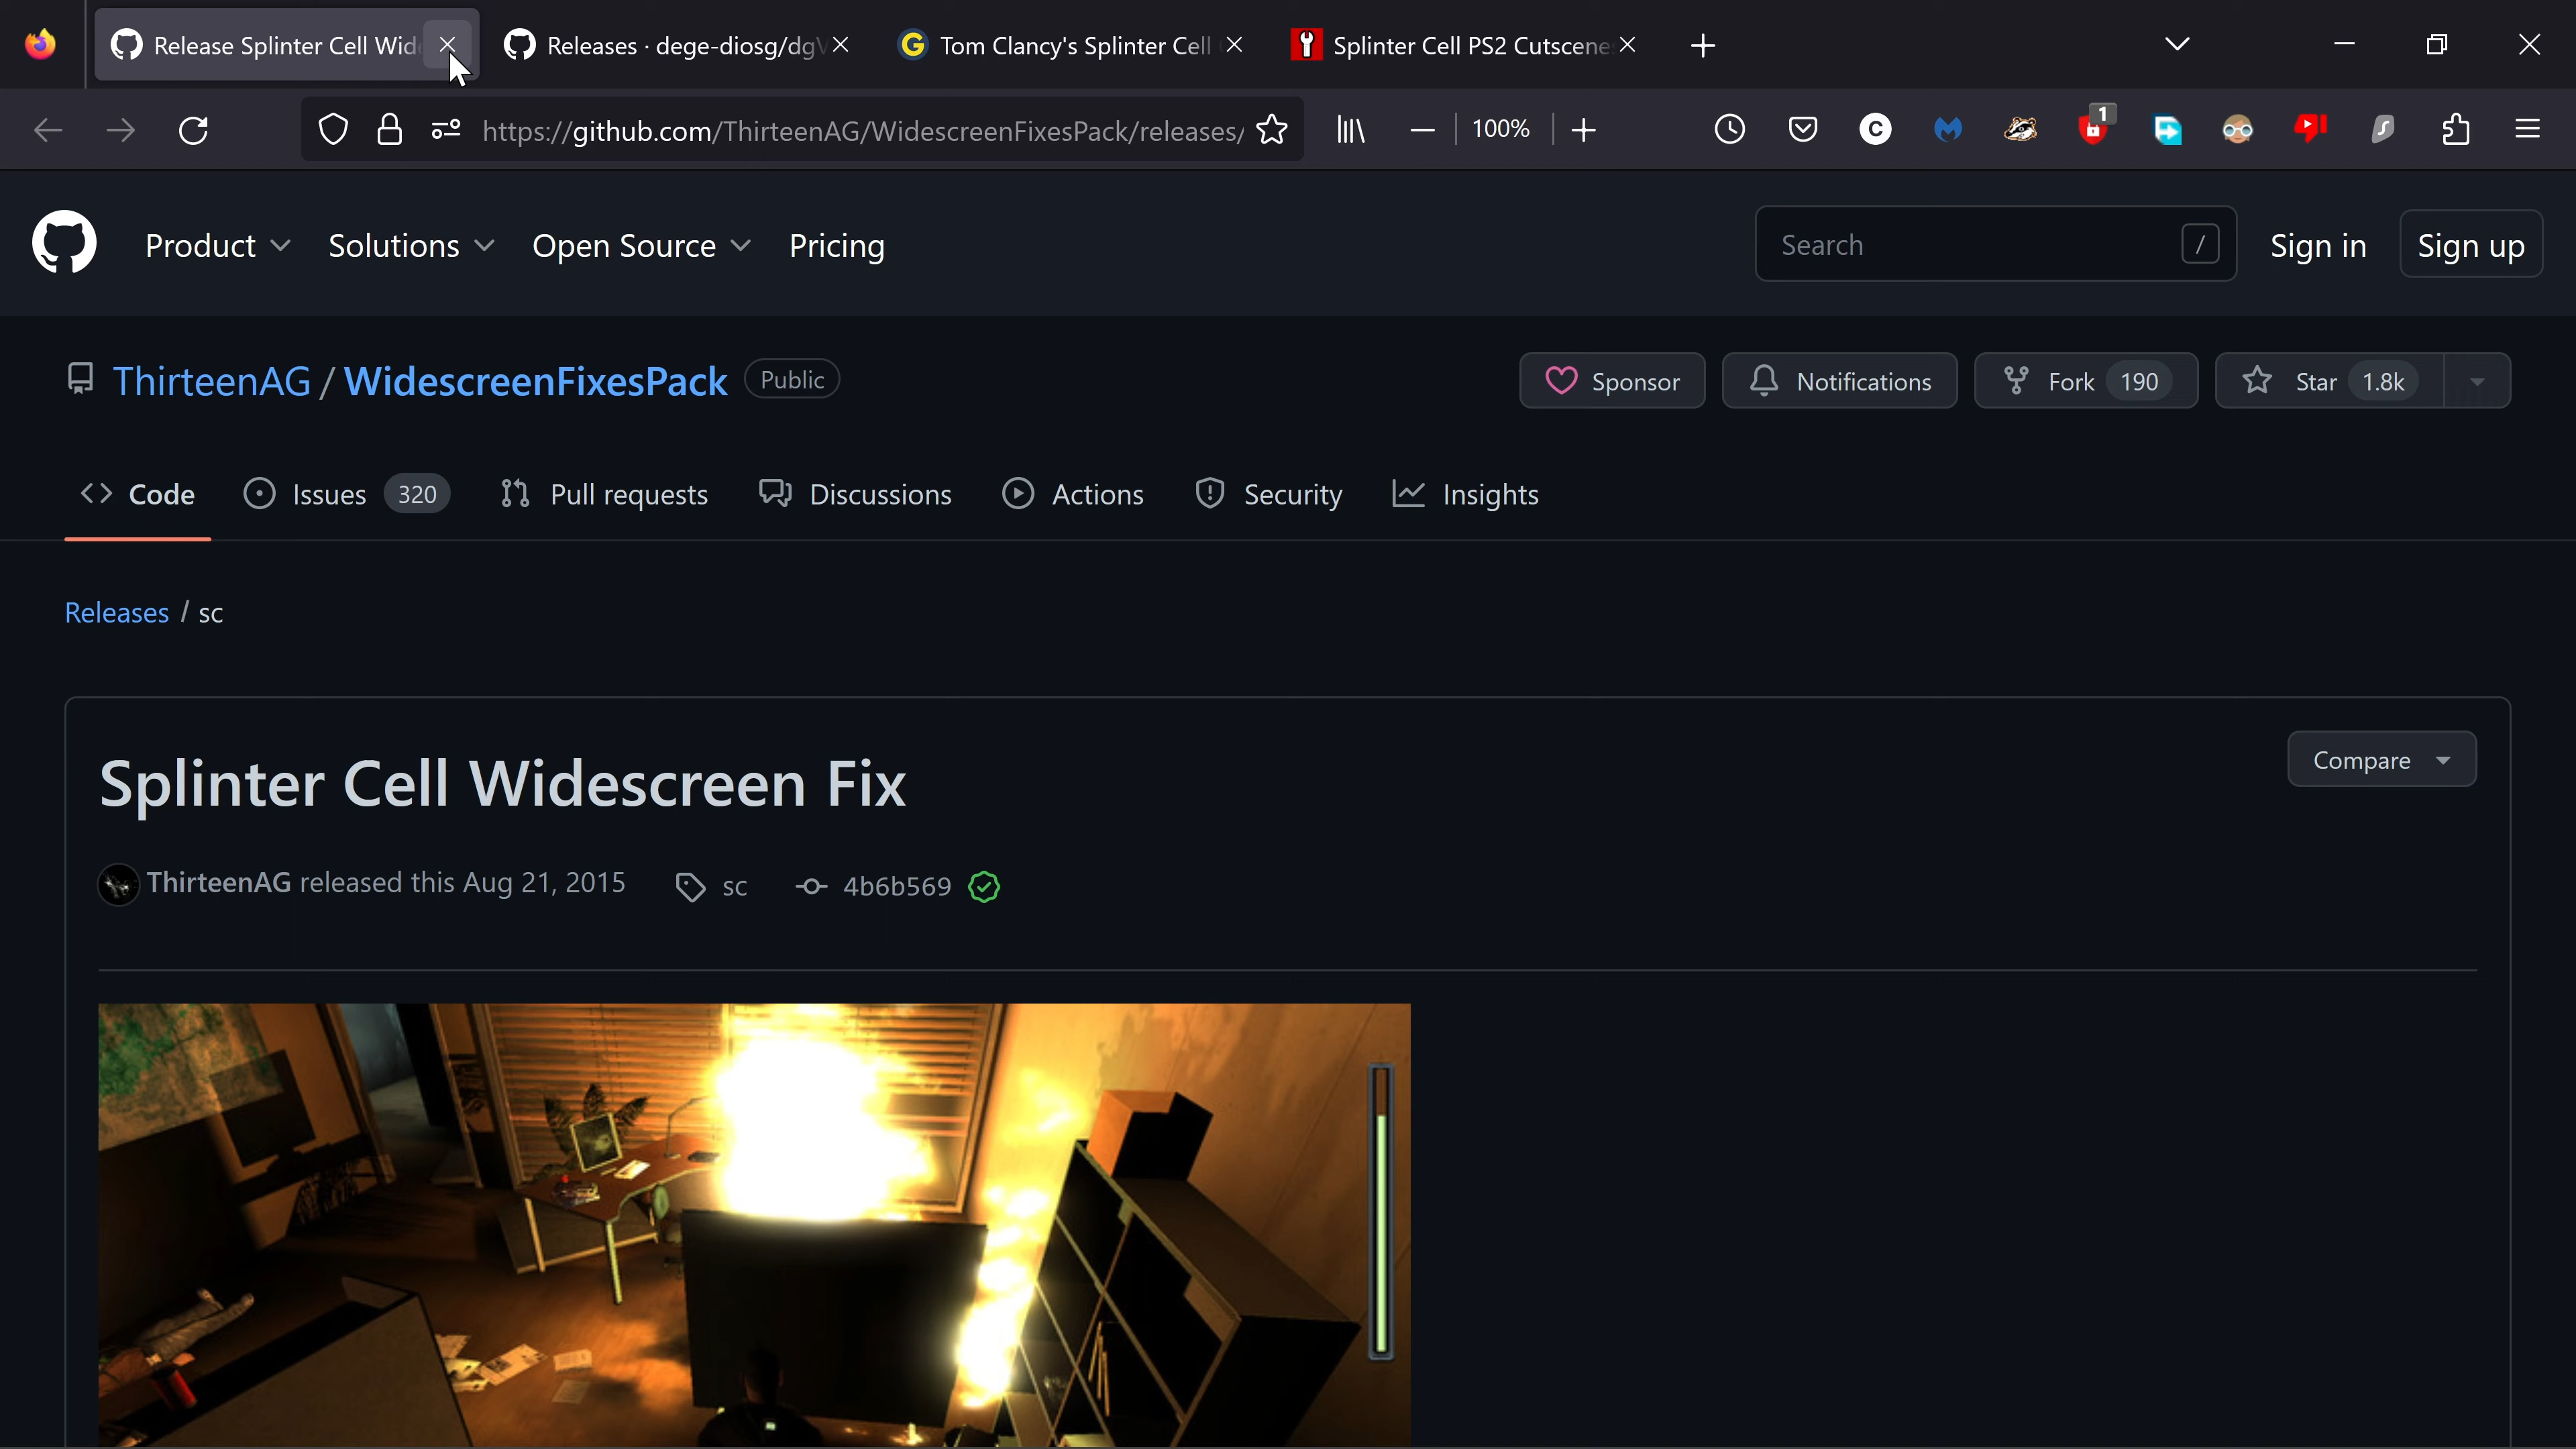 Release Splinter Cell Wid
Releases · dege-diosg/dgV
Tom Clancy's Splinter Cell
Splinter Cell PS2 Cutscene
https://github.com/ThirteenAG/WidescreenFixesPack/releases/
100%
C
1
Product
Solutions
Open Source
Pricing
Search
/
Sign in
Sign up
ThirteenAG / WidescreenFixesPack Public
Sponsor
Notifications
Fork 190
Star 1.8k
Code
Issues 320
Pull requests
Discussions
Actions
Security
Insights
Releases / sc
Splinter Cell Widescreen Fix
Compare
ThirteenAG released this Aug 21, 2015
sc
4b6b569